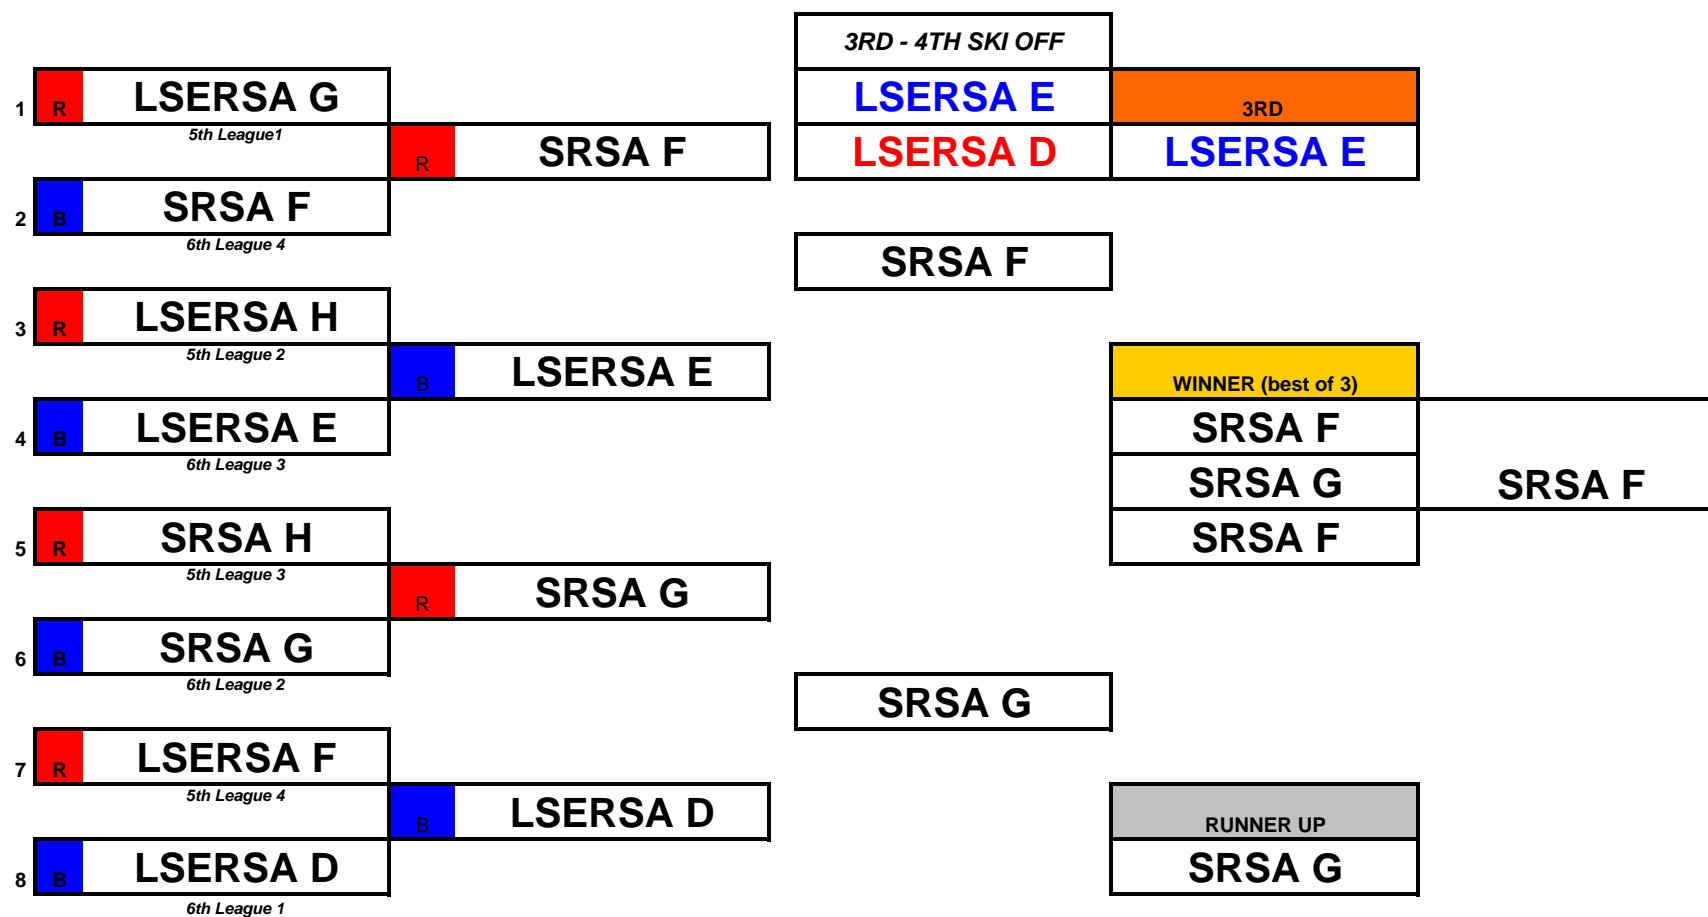 3RD - 4TH SKI OFF
1 R LSERSA G
5th League1
LSERSA E 3RD
R SRSA F
LSERSA D LSERSA E
2 B SRSA F
6th League 4
SRSA F
3 R LSERSA H
5th League 2
B LSERSA E
WINNER (best of 3)
4 B LSERSA E
6th League 3
SRSA F
SRSA G SRSA F
5 R SRSA H
5th League 3
SRSA F
R SRSA G
6 B SRSA G
6th League 2
SRSA G
7 R LSERSA F
5th League 4
B LSERSA D
RUNNER UP
8 B LSERSA D
6th League 1
SRSA G